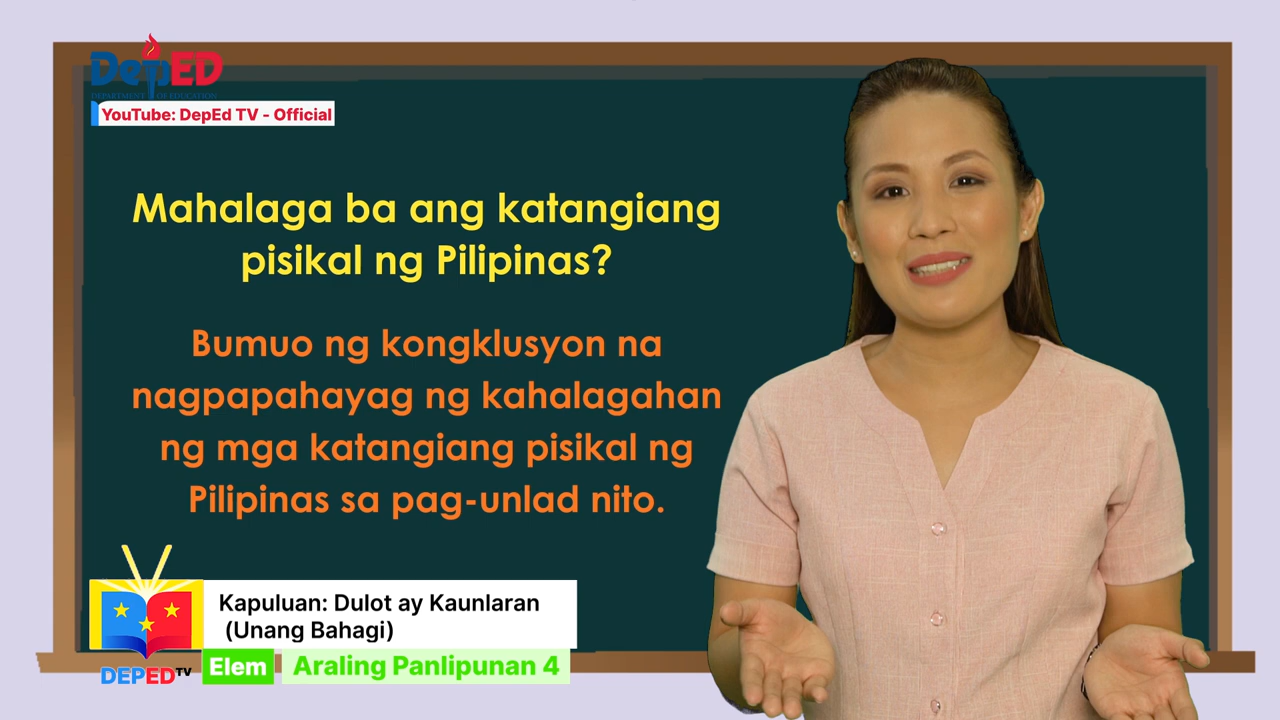 DepED
DEPARTMENT OF EDUCATION
YouTube: DepEd TV - Official
Mahalaga ba ang katangiang
pisikal ng Pilipinas?
Bumuo ng kongklusyon na
nagpapahayag ng kahalagahan
ng mga katangiang pisikal ng
Pilipinas sa pag-unlad nito.
Kapuluan: Dulot ay Kaunlaran
(Unang Bahagi)
DEPED TV
Elem Araling Panlipunan 4